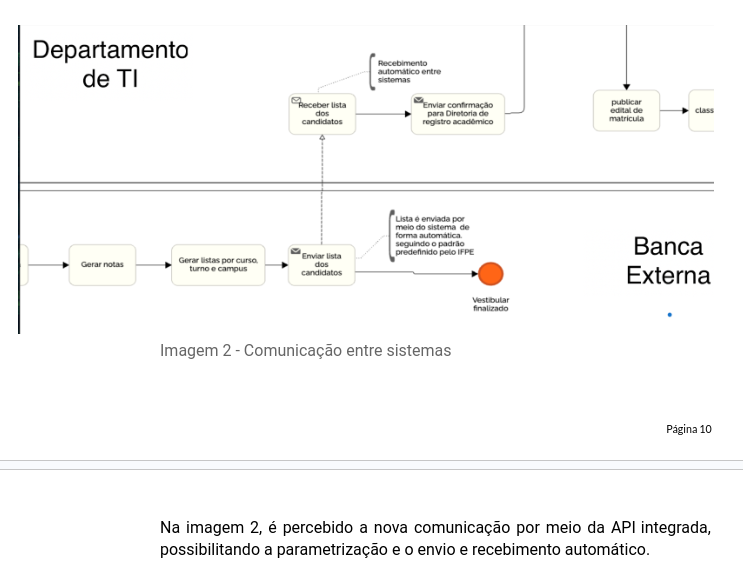 Departamento
de TI
Recebimento
automático entre
sistemas
Receber lista
dos
candidatos
Enviar confirmação
para Diretoria de
registro acadêmico
publicar
edital de
matrícula
class
Gerar notas
Gerar listas por curso,
turno e campus
Enviar lista
dos
candidatos
Lista é enviada por
meio do sistema de
forma automática,
seguindo o padrão
predefinido pelo IFPE
Vestibular
finalizado
Banca
Externa
Imagem 2 - Comunicação entre sistemas
Página 10
Na imagem 2, é percebido a nova comunicação por meio da API integrada,
possibilitando a parametrização e o envio e recebimento automático.